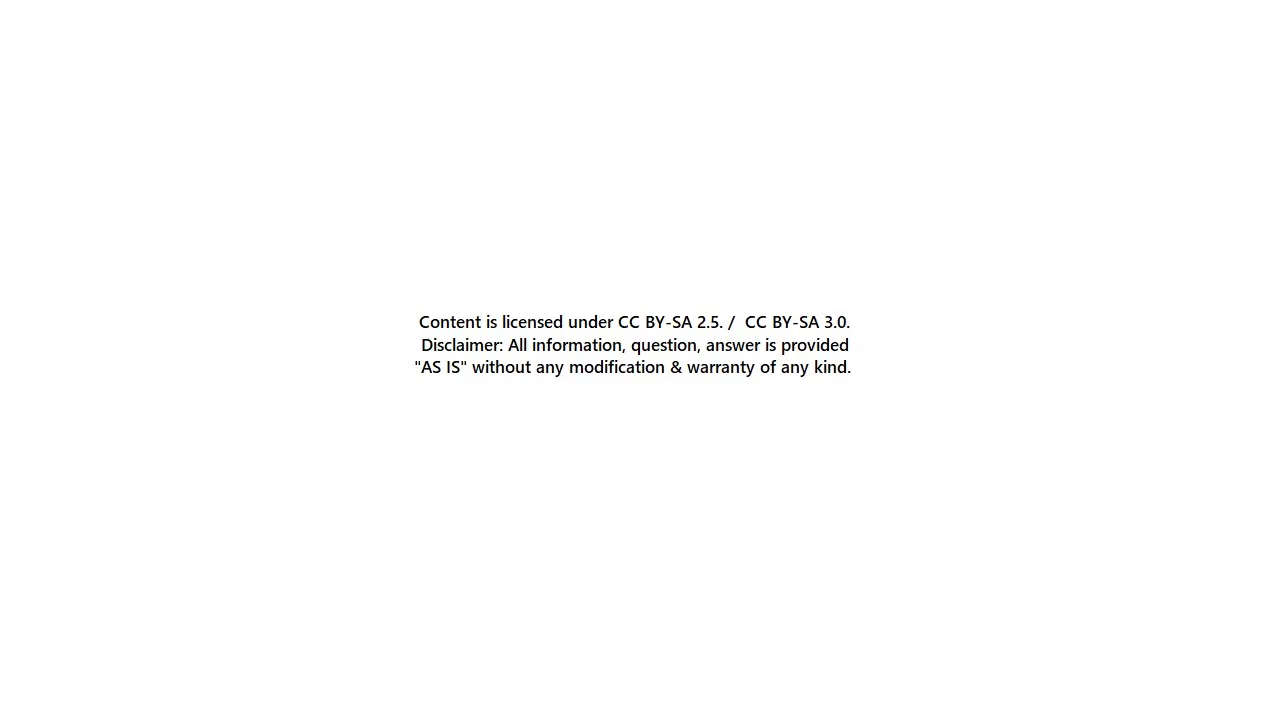 Content is licensed under CC BY-SA 2.5. /  CC BY-SA 3.0.
Disclaimer: All information, question, answer is provided
"AS IS" without any modification & warranty of any kind.